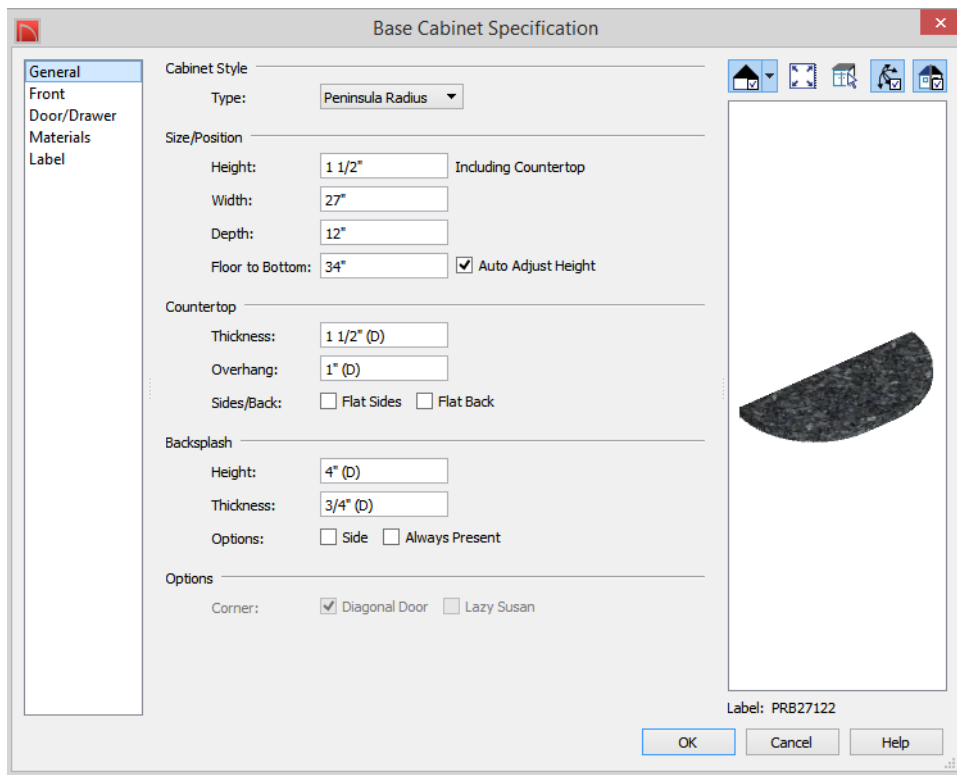 Base Cabinet Specification
General
Front
Door/Drawer
Materials
Label
Cabinet Style
Type: Peninsula Radius
Size/Position
Height: 1 1/2" Including Countertop
Width: 27"
Depth: 12"
Floor to Bottom: 34" Auto Adjust Height
Countertop
Thickness: 1 1/2" (D)
Overhang: 1" (D)
Sides/Back: Flat Sides Flat Back
Backsplash
Height: 4" (D)
Thickness: 3/4" (D)
Options: Side Always Present
Options
Corner: Diagonal Door Lazy Susan
Label: PRB27122
OK Cancel Help